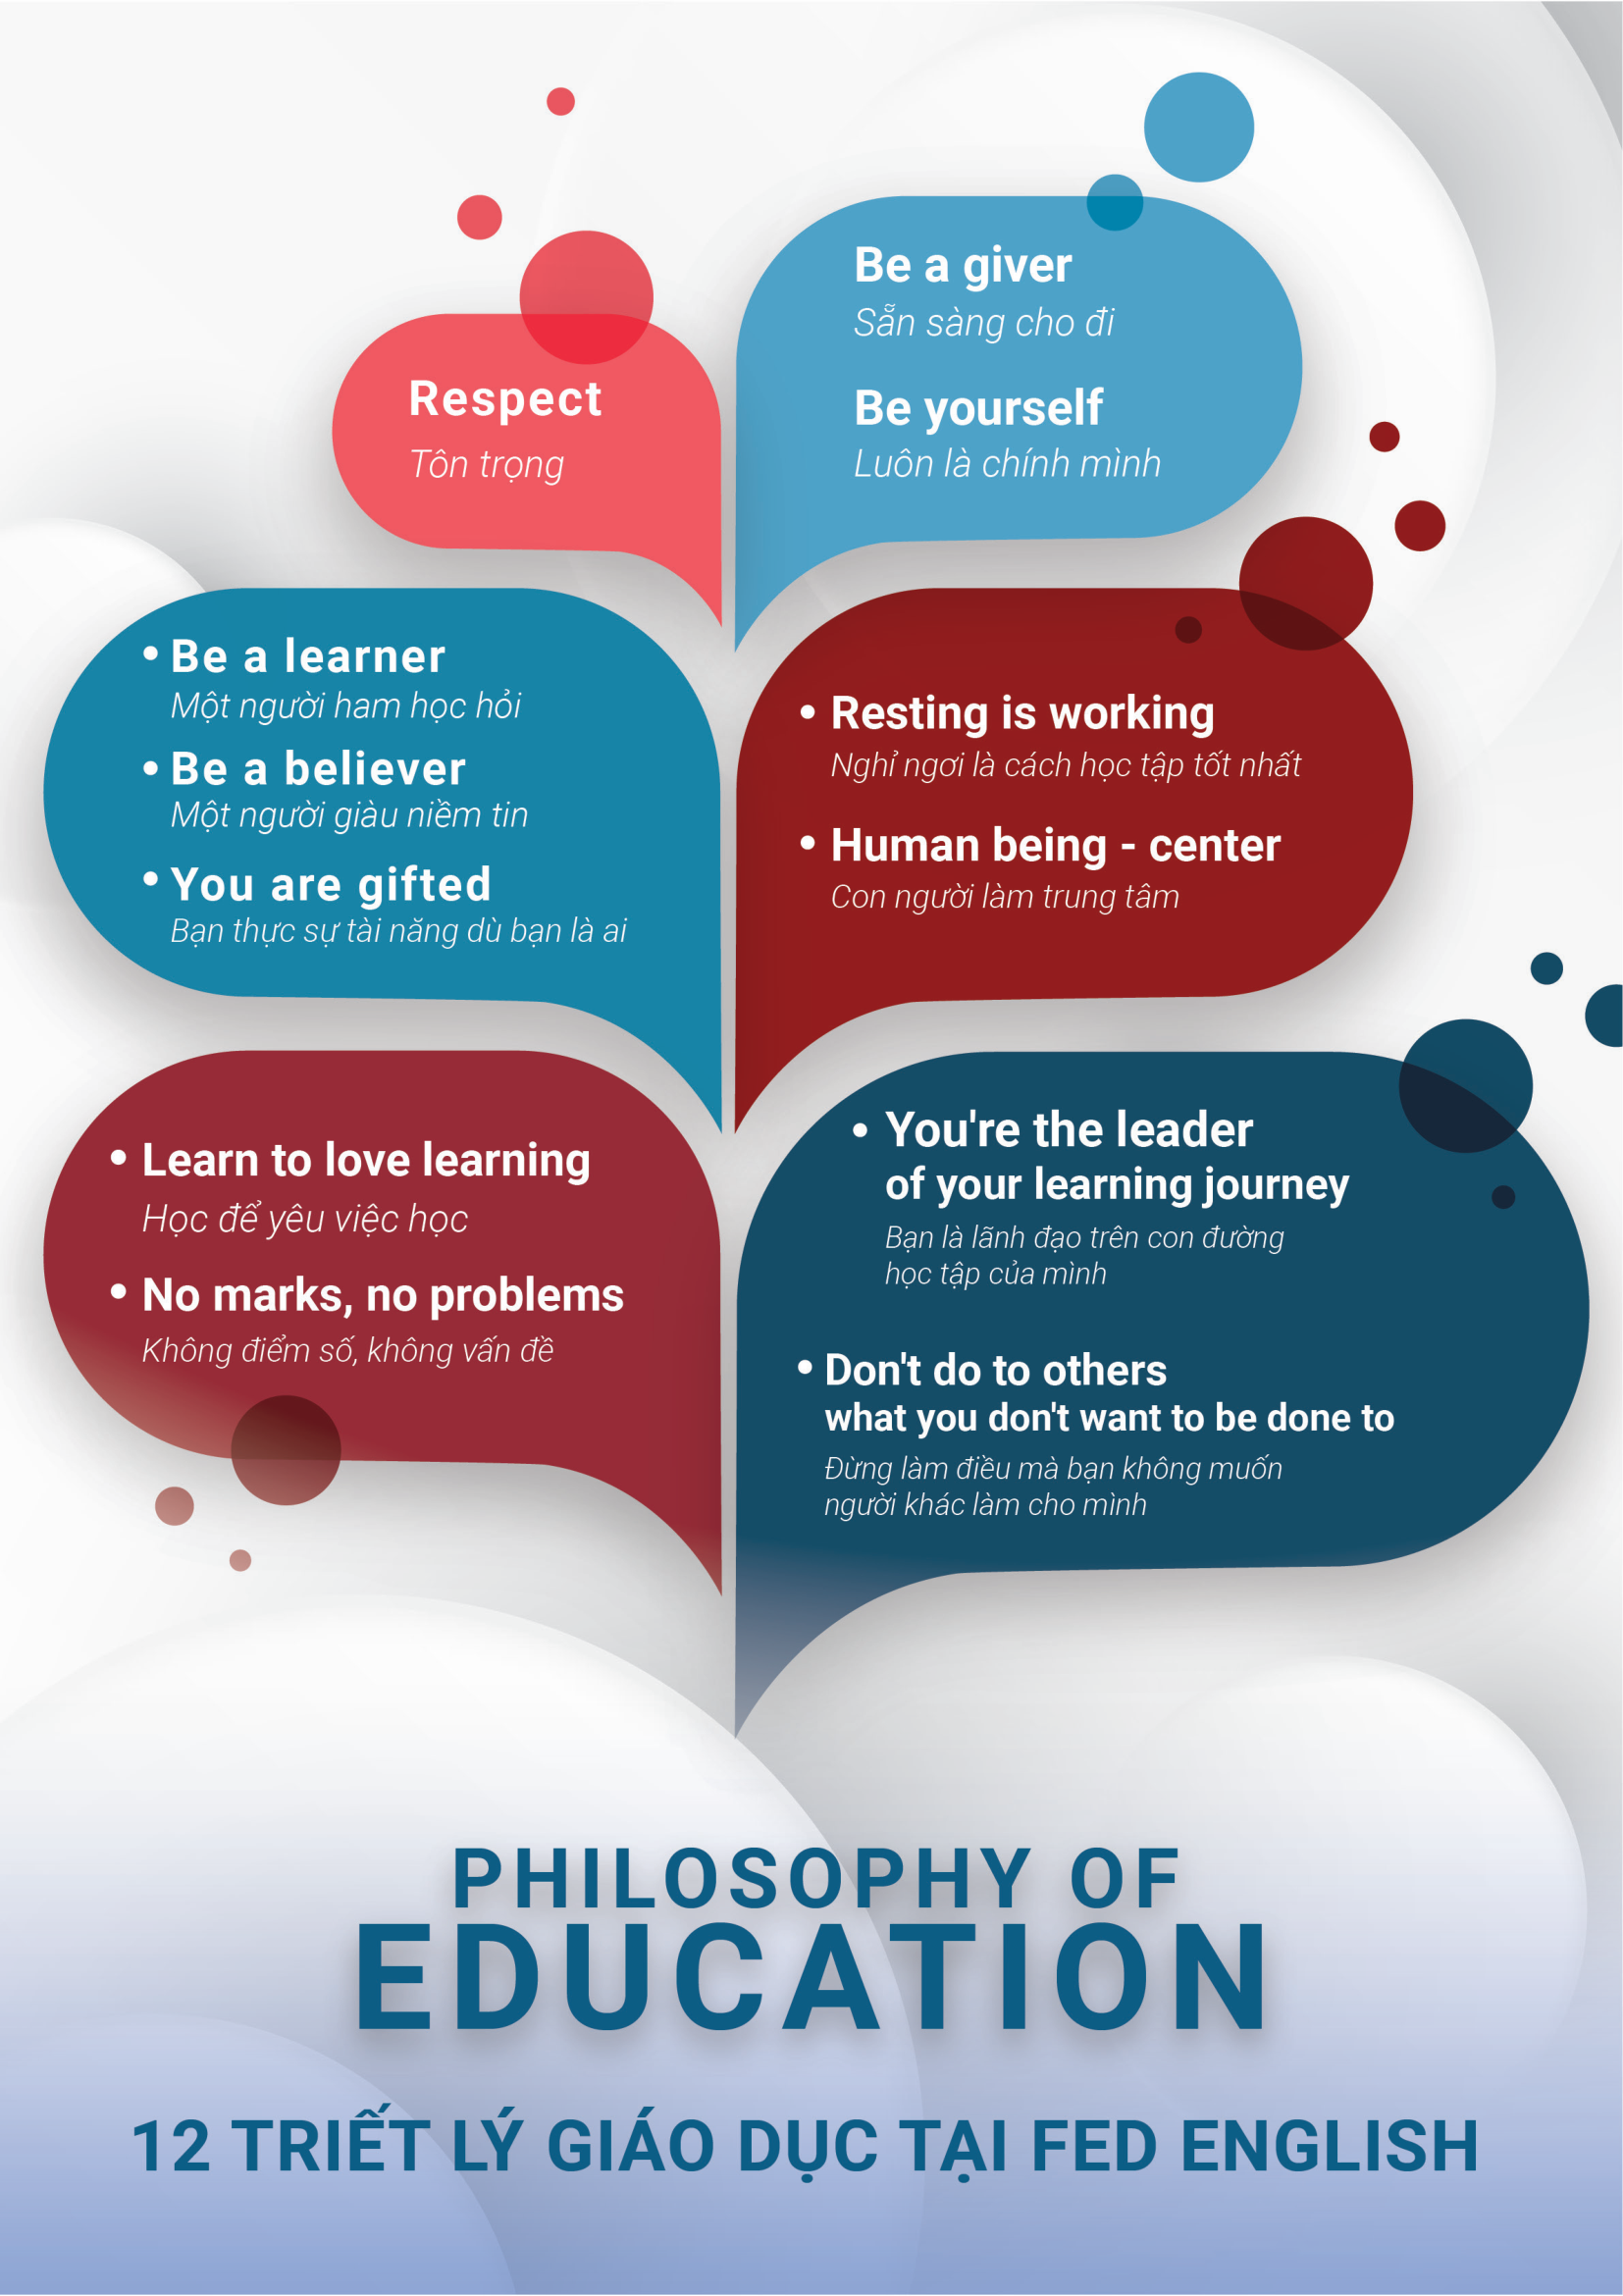 Respect
Tôn trọng
Be a giver
Sẵn sàng cho đi
Be yourself
Luôn là chính mình
• Be a learner
Một người ham học hỏi
• Be a believer
Một người giàu niềm tin
• You are gifted
Bạn thực sự tài năng dù bạn là ai
• Resting is working
Nghỉ ngơi là cách học tập tốt nhất
• Human being - center
Con người làm trung tâm
• Learn to love learning
Học để yêu việc học
• No marks, no problems
Không điểm số, không vấn đề
• You're the leader
of your learning journey
Bạn là lãnh đạo trên con đường
học tập của mình
• Don't do to others
what you don't want to be done to
Đừng làm điều mà bạn không muốn
người khác làm cho mình
PHILOSOPHY OF
EDUCATION
12 TRIẾT LÝ GIÁO DỤC TẠI FED ENGLISH